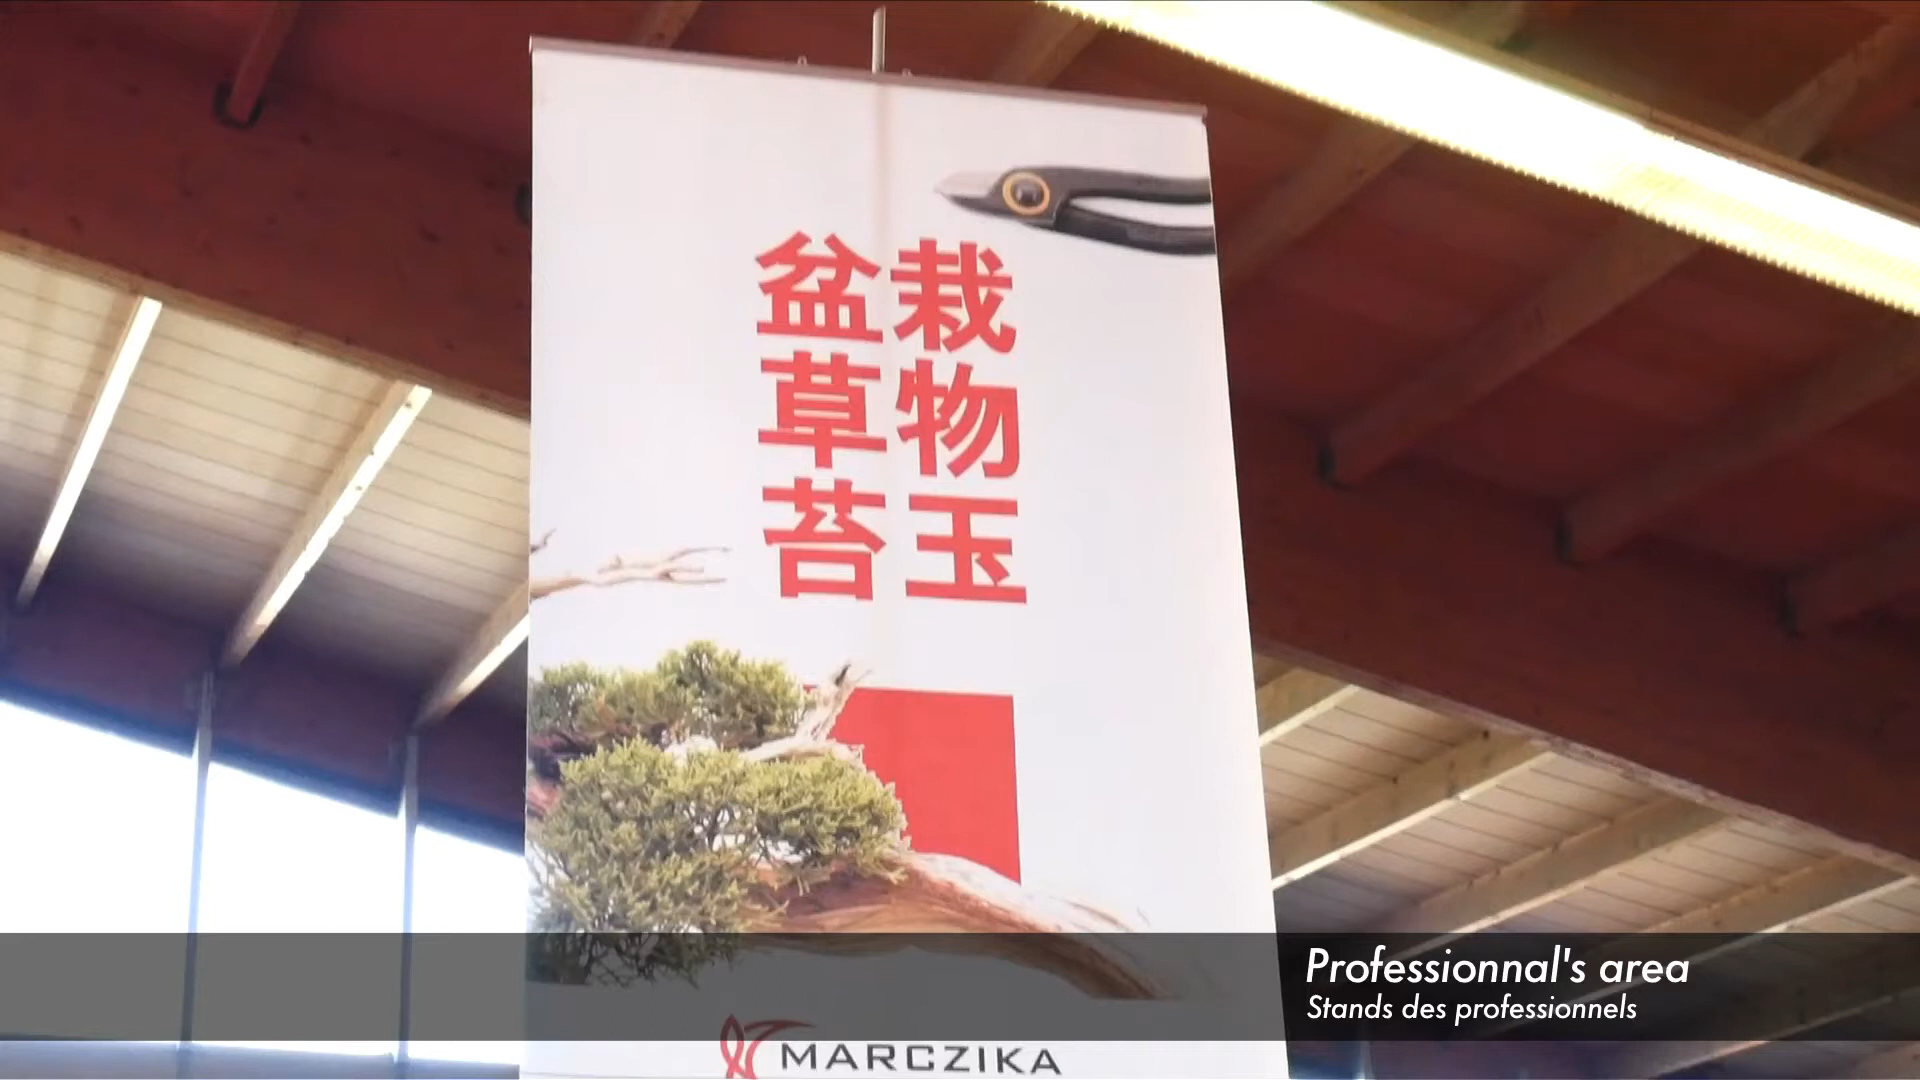 盆栽
草物
苔玉
MARCZIKA
Professionnal's area
Stands des professionnels